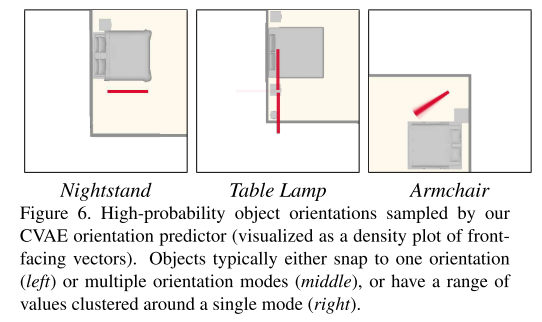 Nightstand Table Lamp Armchair
Figure 6. High-probability object orientations sampled by our
CVAE orientation predictor (visualized as a density plot of front-
facing vectors). Objects typically either snap to one orientation
(left) or multiple orientation modes (middle), or have a range of
values clustered around a single mode (right).